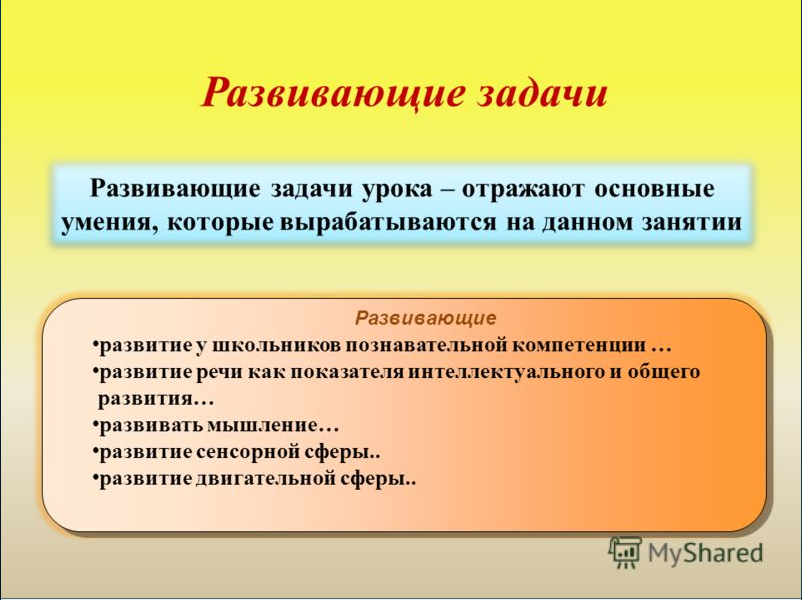 Развивающие задачи
Развивающие задачи урока – отражают основные
умения, которые вырабатываются на данном занятии
Развивающие
•развитие у школьников познавательной компетенции …
•развитие речи как показателя интеллектуального и общего
развития…
•развивать мышление…
•развитие сенсорной сферы..
•развитие двигательной сферы..
MyShared